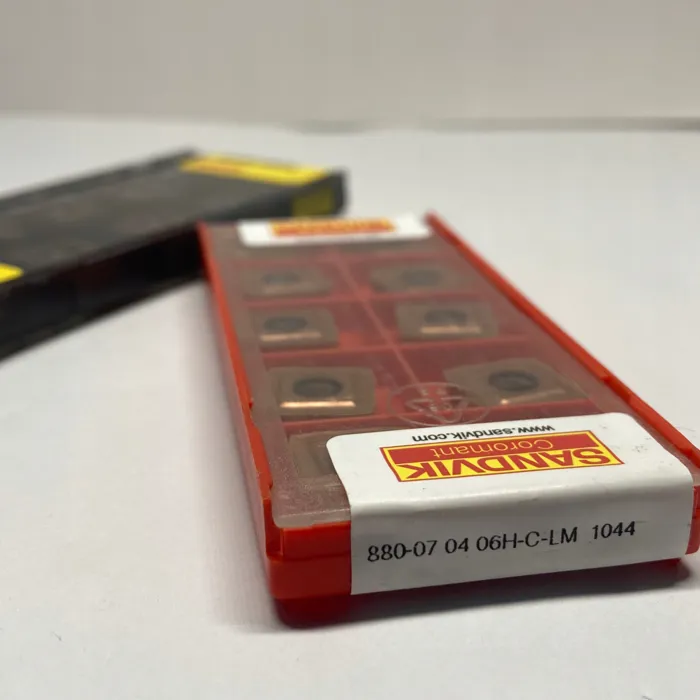 www.sandvik.com
SANDVIK
Coromant
880-07 04 06H-C-LM 1044